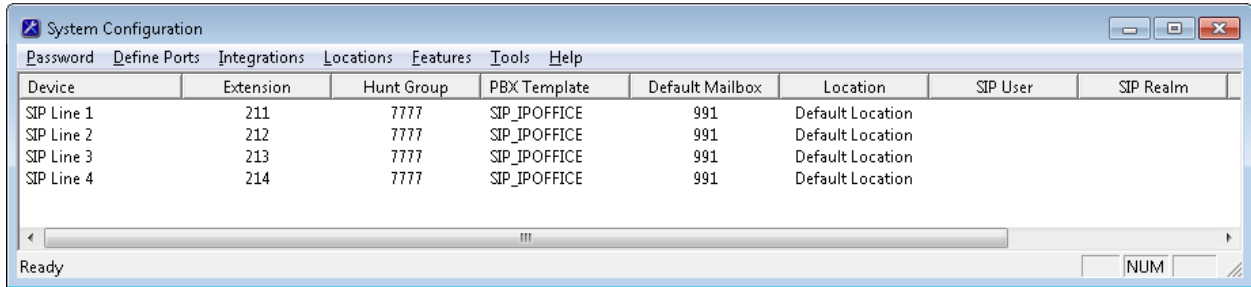 System Configuration
Password Define Ports Integrations Locations Features Tools Help
Device Extension Hunt Group PBX Template Default Mailbox Location SIP User SIP Realm
SIP Line 1 211 7777 SIP_IPOFFICE 991 Default Location
SIP Line 2 212 7777 SIP_IPOFFICE 991 Default Location
SIP Line 3 213 7777 SIP_IPOFFICE 991 Default Location
SIP Line 4 214 7777 SIP_IPOFFICE 991 Default Location
Ready NUM